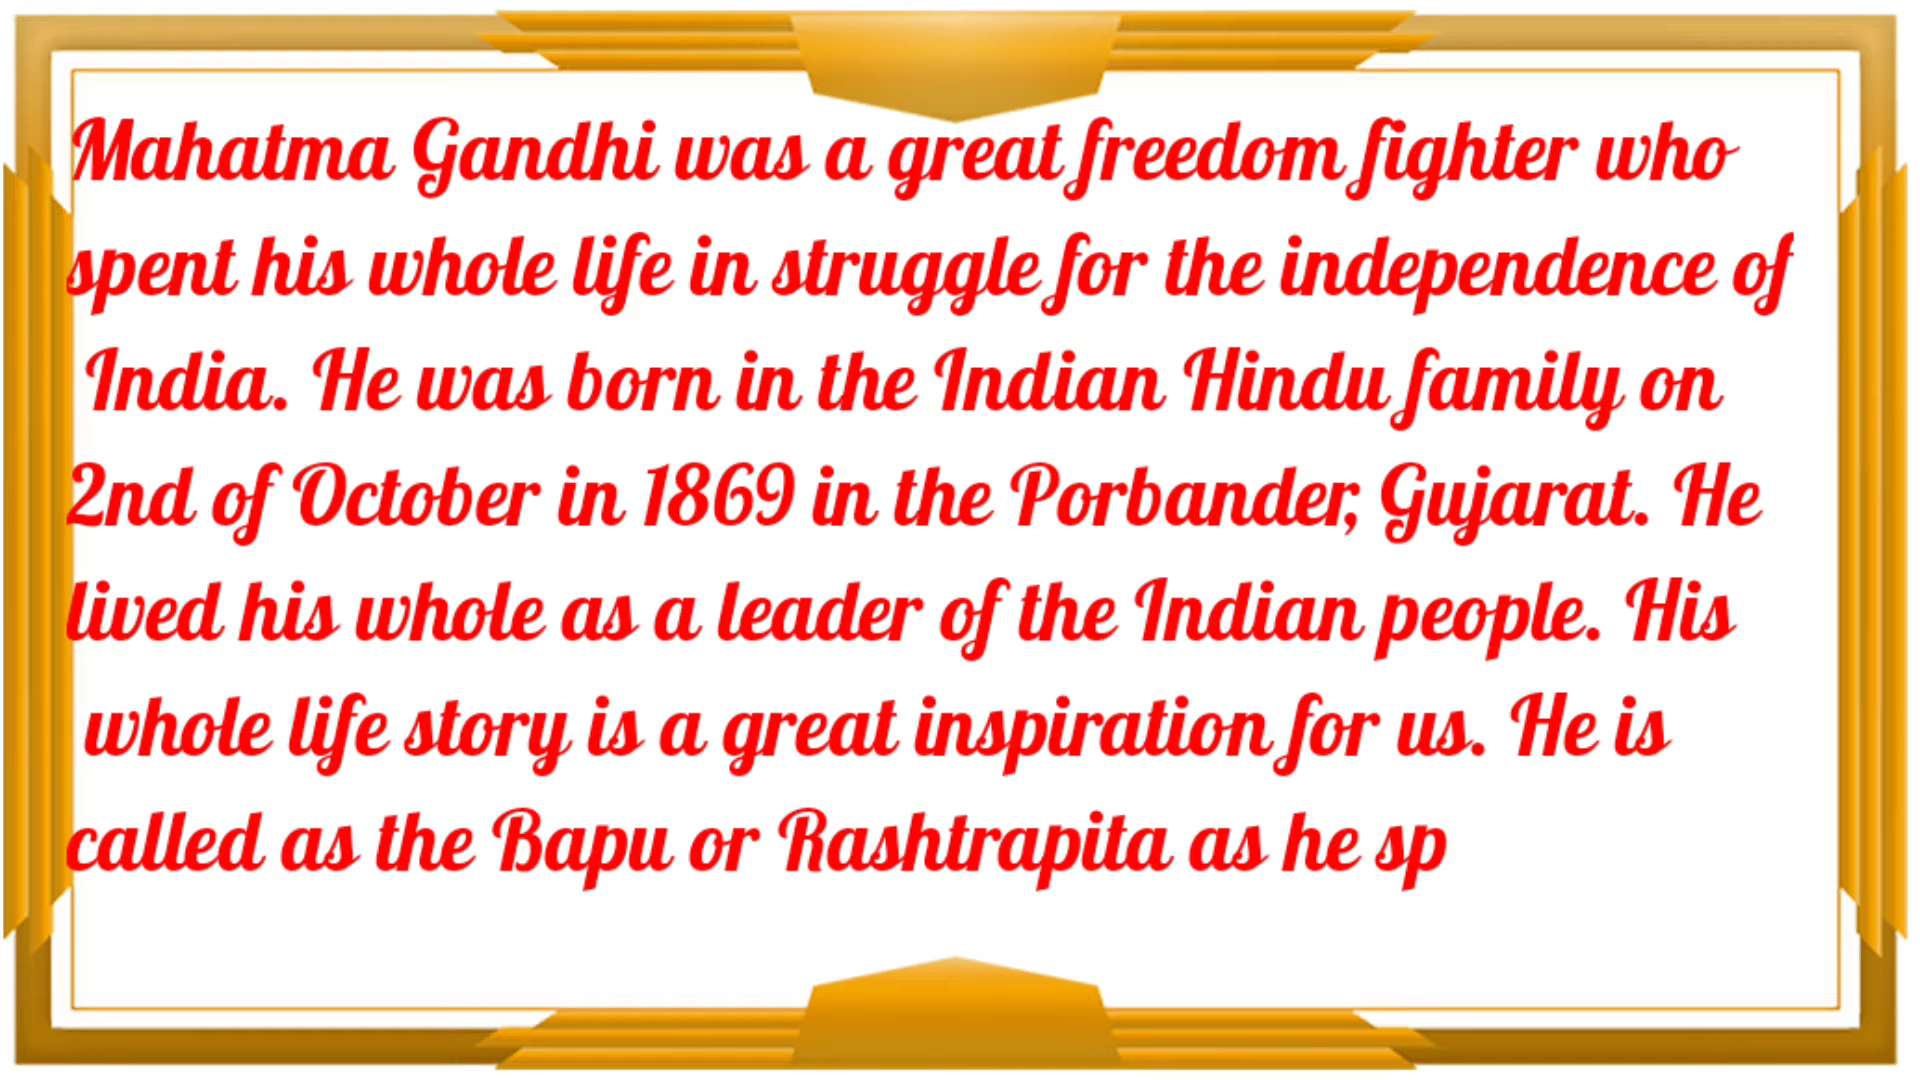 Mahatma Gandhi was a great freedom fighter who
spent his whole life in struggle for the independence of
India. He was born in the Indian Hindu family on
2nd of October in 1869 in the Porbander, Gujarat. He
lived his whole as a leader of the Indian people. His
whole life story is a great inspiration for us. He is
called as the Bapu or Rashtrapita as he sp